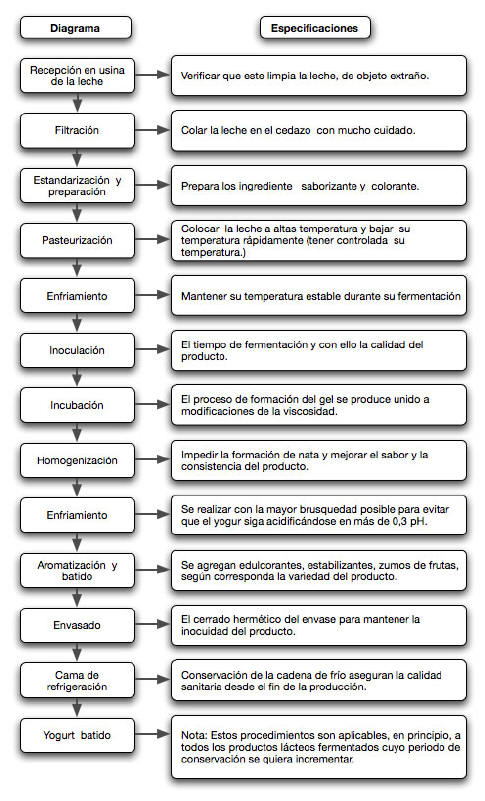 Diagrama
Especificaciones
Recepción en usina
de la leche
Verificar que este limpia la leche, de objeto extraño.
Filtración
Colar la leche en el cedazo con mucho cuidado.
Estandarización y
preparación
Prepara los ingrediente saborizante y colorante.
Pasteurización
Colocar la leche a altas temperatura y bajar su
temperatura rápidamente (tener controlada su
temperatura.)
Enfriamiento
Mantener su temperatura estable durante su fermentación
Inoculación
El tiempo de fermentación y con ello la calidad del
producto.
Incubación
El proceso de formación del gel se produce unido a
modificaciones de la viscosidad.
Homogenización
Impedir la formación de nata y mejorar el sabor y la
consistencia del producto.
Enfriamiento
Se realizar con la mayor brusquedad posible para evitar
que el yogur siga acidificándose en más de 0,3 pH.
Aromatización y
batido
Se agregan edulcorantes, estabilizantes, zumos de frutas,
según corresponda la variedad del producto.
Envasado
El cerrado hermético del envase para mantener la
inocuidad del producto.
Cama de
refrigeración
Conservación de la cadena de frío aseguran la calidad
sanitaria desde el fin de la producción.
Yogurt batido
Nota: Estos procedimientos son aplicables, en principio, a
todos los productos lácteos fermentados cuyo periodo de
conservación se quiera incrementar.